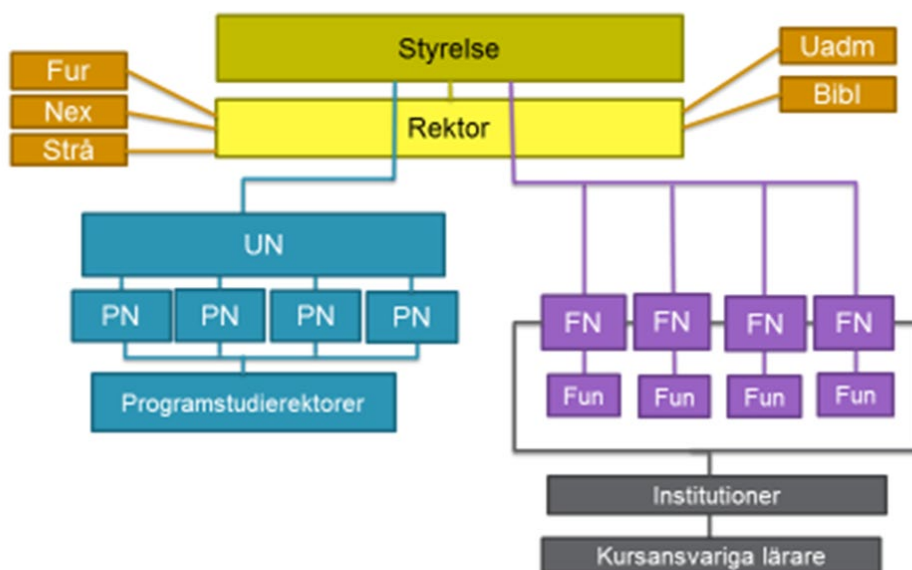 Styrelse
Fur
Nex
Strå
Rektor
Uadm
Bibl
UN
PN
PN
PN
PN
Programstudierektorer
FN
FN
FN
FN
Fun
Fun
Fun
Fun
Institutioner
Kursansvariga lärare